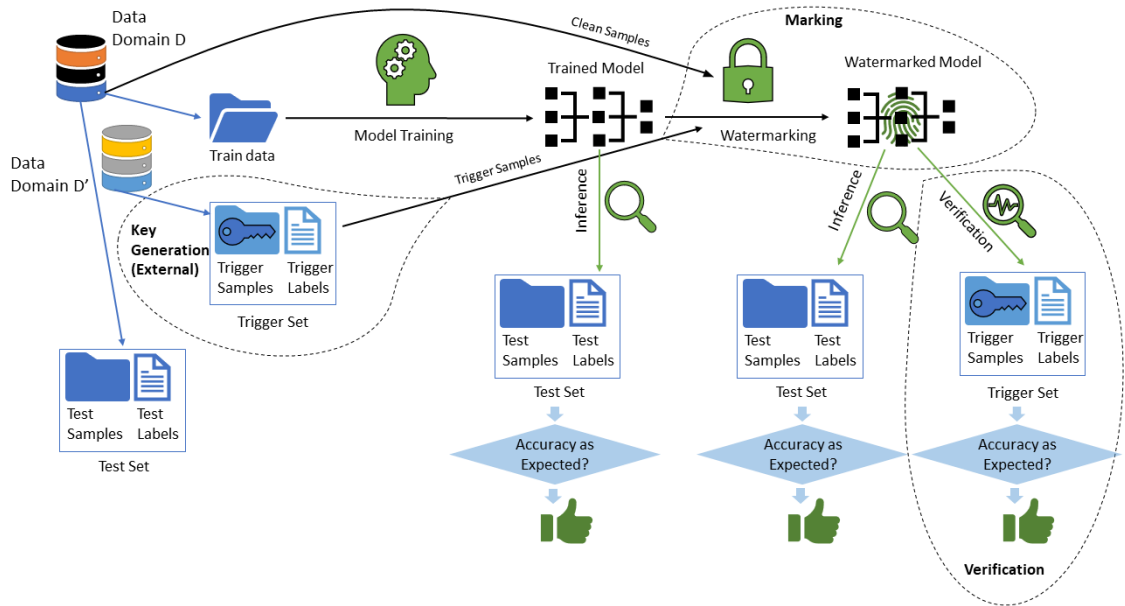 Data
Domain D
Clean Samples
Marking
Trained Model
Watermarked Model
Train data
Model Training
Watermarking
Data
Domain D’
Trigger Samples
Inference
Inference
Verification
Key
Generation
(External)
Trigger
Samples
Trigger
Labels
Trigger Set
Test
Samples
Test
Labels
Test Set
Test
Samples
Test
Labels
Test Set
Test
Samples
Test
Labels
Test Set
Trigger
Samples
Trigger
Labels
Trigger Set
Accuracy as
Expected?
Accuracy as
Expected?
Accuracy as
Expected?
Verification